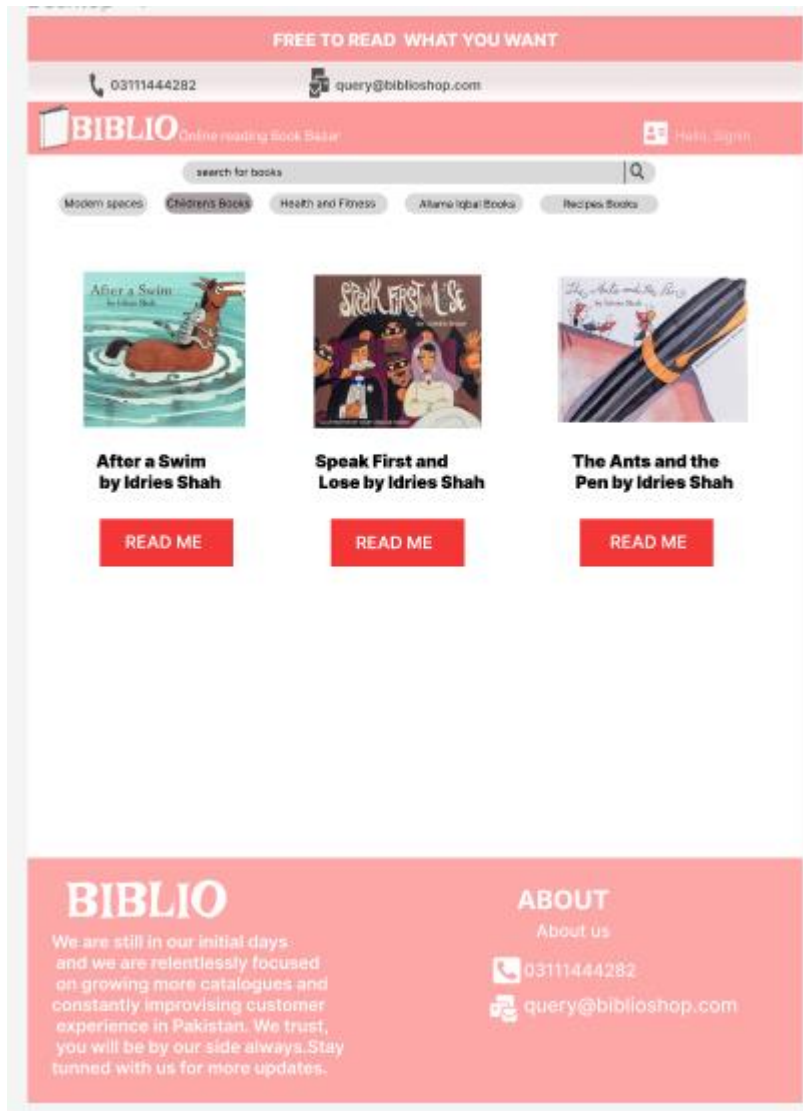 FREE TO READ WHAT YOU WANT
03111444282
query@biblioshop.com
BIBLIO Online reading Book Bazar
Hello, Signin
search for books
Modern spaces
Children's Books
Health and Fitness
Allama Iqbal Books
Recipes Books
After a Swim
by Idries Shah
SPEAK FIRST and LOSE
BY IDRIES SHAH
The Ants and the Pen
by Idries Shah
After a Swim
by Idries Shah
Speak First and
Lose by Idries Shah
The Ants and the
Pen by Idries Shah
READ ME
READ ME
READ ME
BIBLIO
We are still in our initial days
and we are relentlessly focused
on growing more catalogues and
constantly improvising customer
experience in Pakistan. We trust,
you will be by our side always.Stay
tunned with us for more updates.
ABOUT
About us
03111444282
query@biblioshop.com